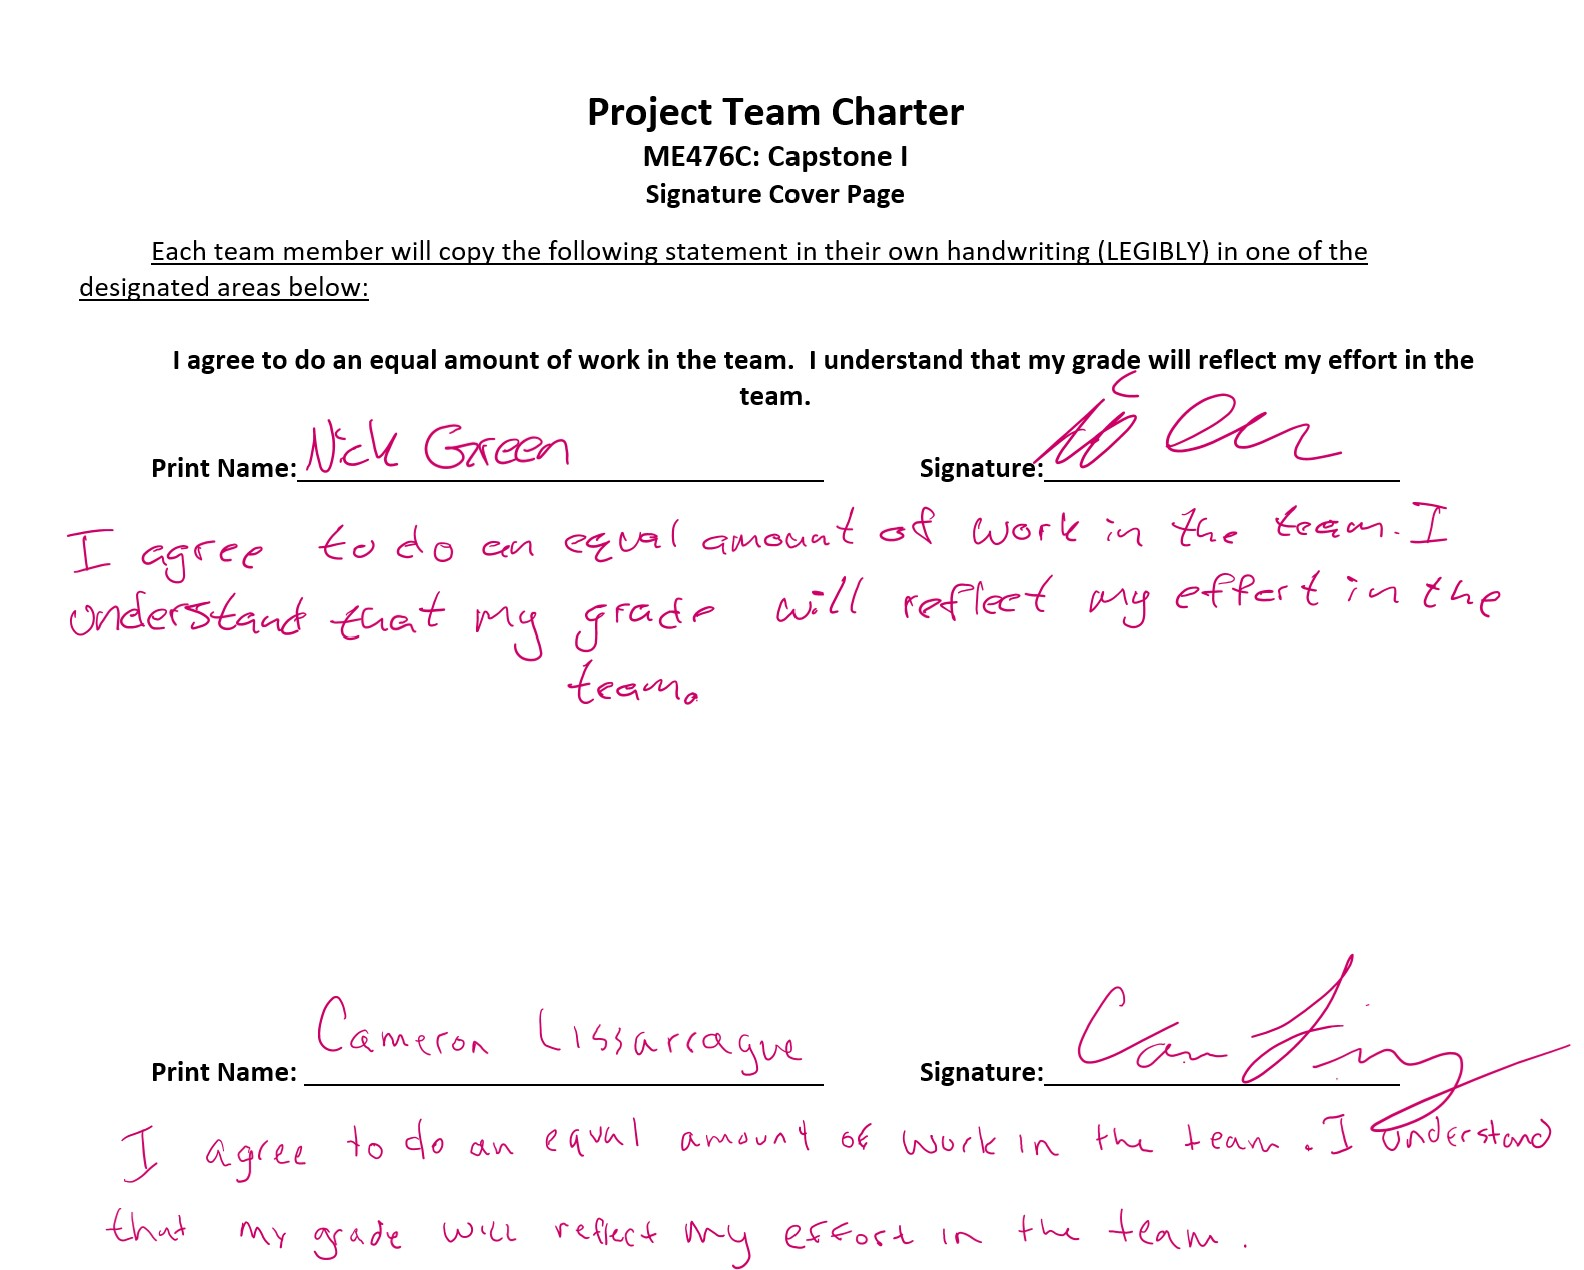 Project Team Charter
ME476C: Capstone I
Signature Cover Page
Each team member will copy the following statement in their own handwriting (LEGIBLY) in one of the
designated areas below:
I agree to do an equal amount of work in the team. I understand that my grade will reflect my effort in the
team.
Print Name: Nick Green Signature:
I agree to do an equal amount of work in the team. I
understand that my grade will reflect my effort in the
team.
Print Name: Cameron Lissarrague Signature:
I agree to do an equal amount of work in the team. I understand
that my grade will reflect my effort in the team.